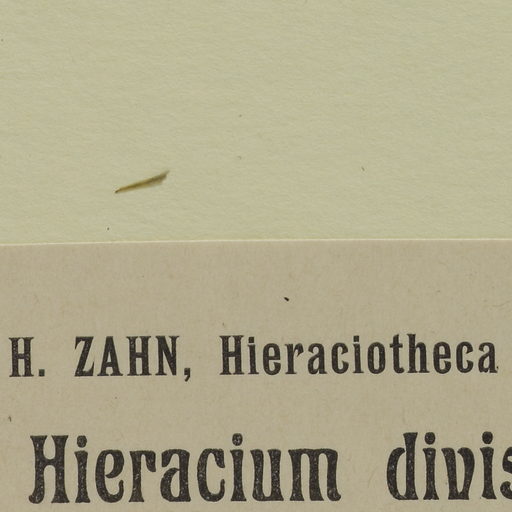 H. ZAHN, Hieraciotheca
Hieracium divis